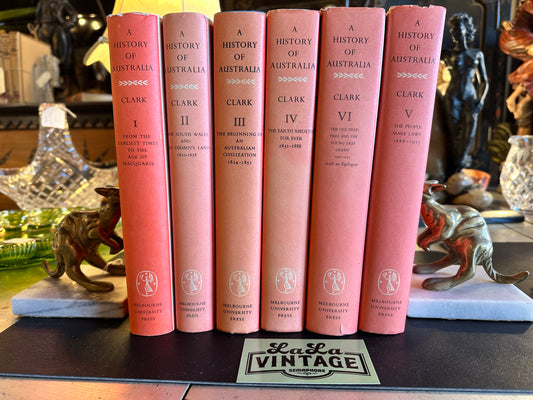 A
HISTORY
OF
AUSTRALIA
CLARK
I
FROM THE
EARLIEST TIMES
TO THE
AGE OF
MACQUARIE
MELBOURNE
UNIVERSITY
PRESS
A
HISTORY
OF
AUSTRALIA
CLARK
II
NEW SOUTH WALES
AND
VAN DIEMEN'S LAND
1822-1838
MELBOURNE
UNIVERSITY
PRESS
A
HISTORY
OF
AUSTRALIA
CLARK
III
THE BEGINNING OF
AN
AUSTRALIAN
CIVILIZATION
1824-1851
MELBOURNE
UNIVERSITY
PRESS
A
HISTORY
OF
AUSTRALIA
CLARK
IV
THE EARTH ABIDETH
FOR EVER
1851-1888
MELBOURNE
UNIVERSITY
PRESS
A
HISTORY
OF
AUSTRALIA
CLARK
VI
'THE OLD DEAD
TREE AND THE
YOUNG TREE
GREEN'
1916-1935
with an Epilogue
MELBOURNE
UNIVERSITY
PRESS
A
HISTORY
OF
AUSTRALIA
CLARK
V
THE PEOPLE
MAKE LAWS
1888-1915
MELBOURNE
UNIVERSITY
PRESS
LaLa
VINTAGE
SEMAPHORE